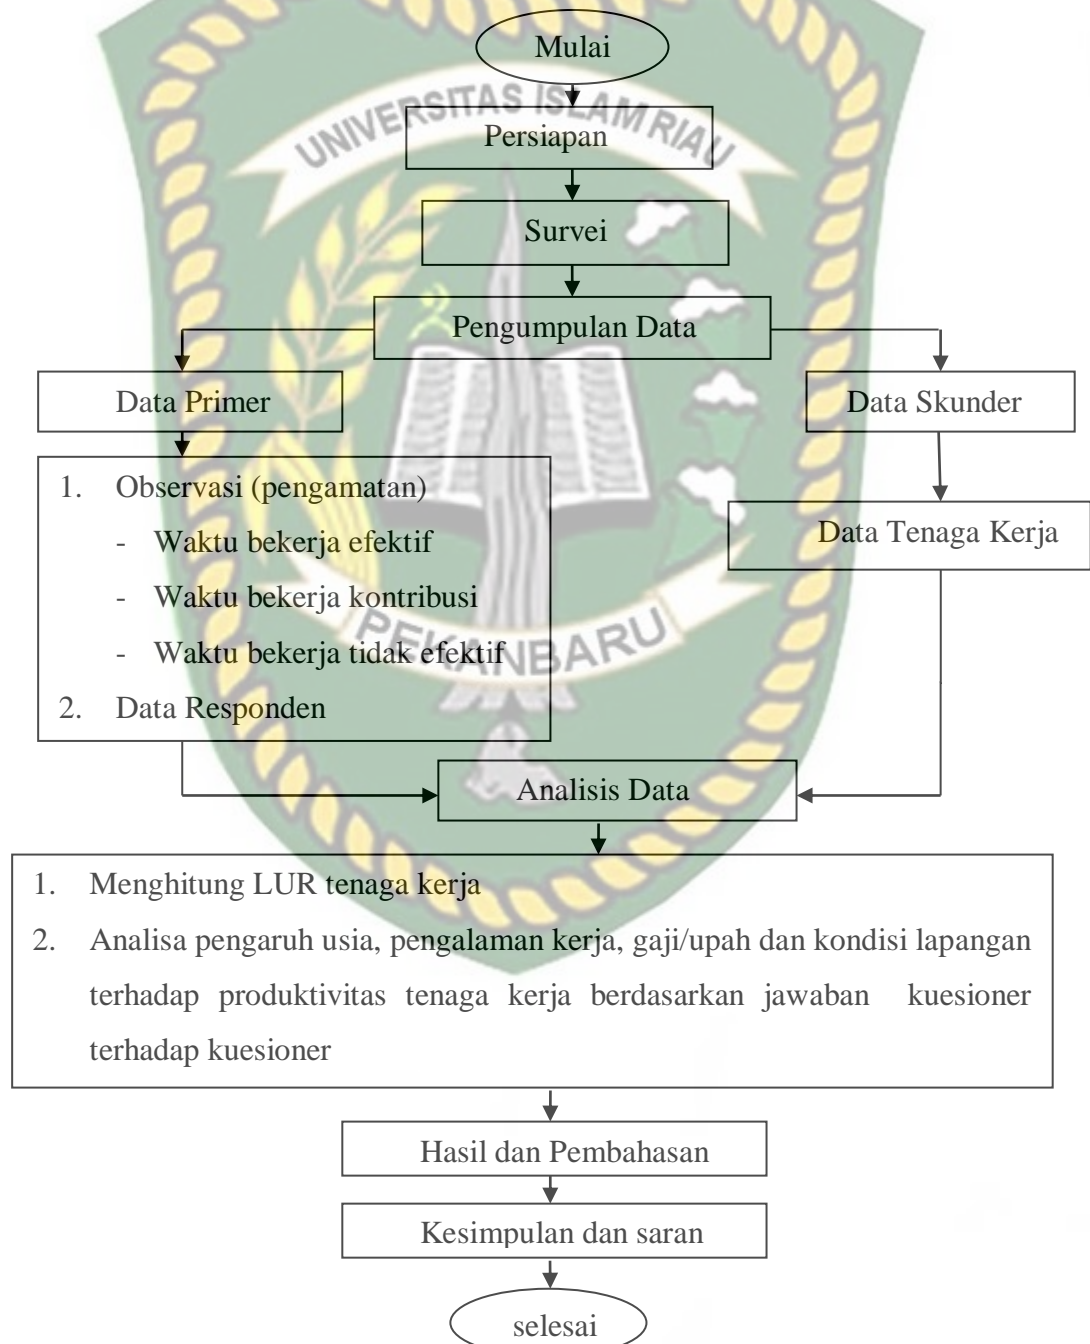 Mulai
UNIVERSITAS ISLAM RIAU
Persiapan
Survei
Pengumpulan Data
Data Primer
Data Skunder
1. Observasi (pengamatan)
- Waktu bekerja efektif
- Waktu bekerja kontribusi
- Waktu bekerja tidak efektif
2. Data Responden
Data Tenaga Kerja
PEKANBARU
Analisis Data
1. Menghitung LUR tenaga kerja
2. Analisa pengaruh usia, pengalaman kerja, gaji/upah dan kondisi lapangan
terhadap produktivitas tenaga kerja berdasarkan jawaban kuesioner
terhadap kuesioner
Hasil dan Pembahasan
Kesimpulan dan saran
selesai